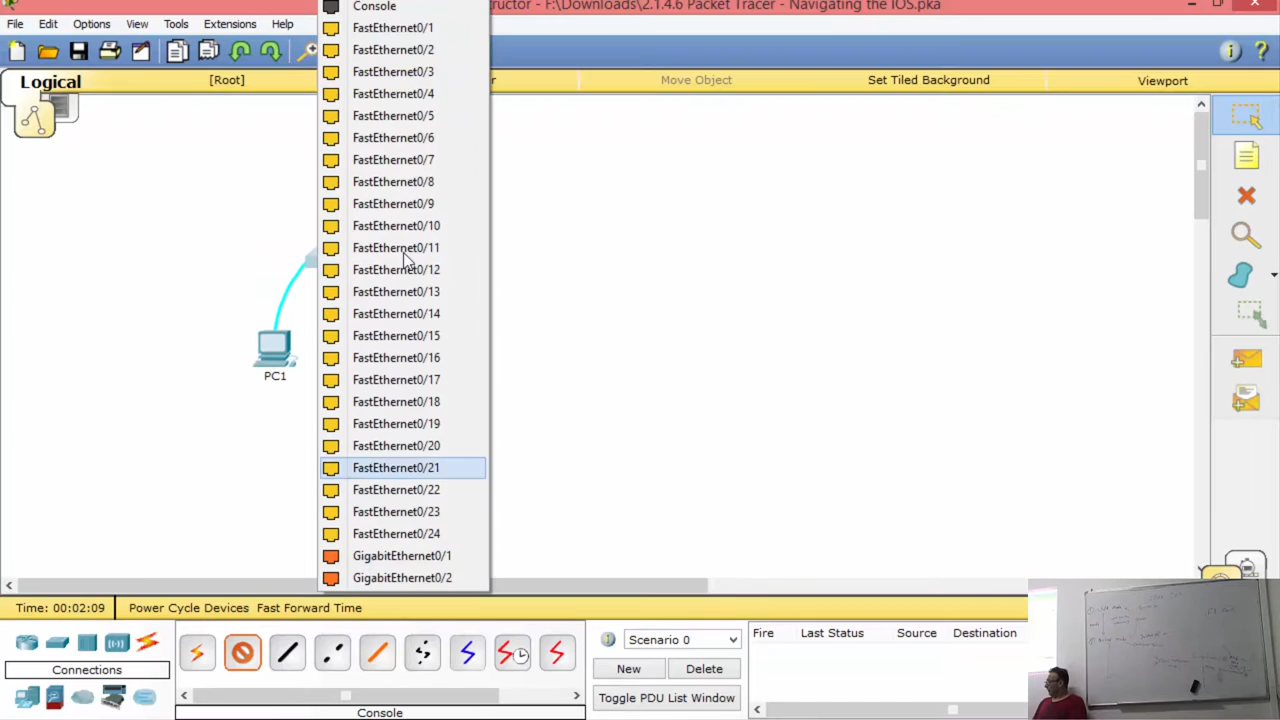 Console
ructor - F:\Downloads\2.1.4.6 Packet Tracer - Navigating the IOS.pka
File Edit Options View Tools Extensions Help
FastEthernet0/1
FastEthernet0/2
FastEthernet0/3
FastEthernet0/4
FastEthernet0/5
FastEthernet0/6
FastEthernet0/7
FastEthernet0/8
FastEthernet0/9
FastEthernet0/10
FastEthernet0/11
FastEthernet0/12
FastEthernet0/13
FastEthernet0/14
FastEthernet0/15
FastEthernet0/16
FastEthernet0/17
FastEthernet0/18
FastEthernet0/19
FastEthernet0/20
FastEthernet0/21
FastEthernet0/22
FastEthernet0/23
FastEthernet0/24
GigabitEthernet0/1
GigabitEthernet0/2
Logical [Root] Move Object Set Tiled Background Viewport
PC1
Time: 00:02:09 Power Cycle Devices Fast Forward Time
Connections
Console
Scenario 0
New Delete
Toggle PDU List Window
Fire Last Status Source Destination